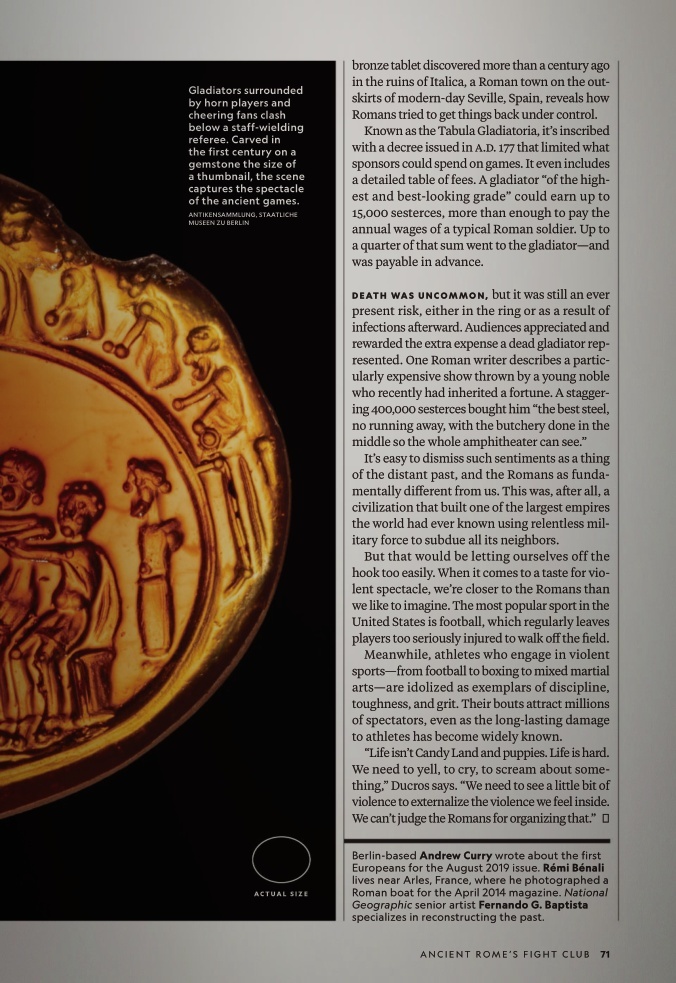 Gladiators surrounded
by horn players and
cheering fans clash
below a staff-wielding
referee. Carved in
the first century on a
gemstone the size of
a thumbnail, the scene
captures the spectacle
of the ancient games.
ANTIKENSAMMLUNG, STAATLICHE
MUSEEN ZU BERLIN
ACTUAL SIZE
bronze tablet discovered more than a century ago
in the ruins of Italica, a Roman town on the out-
skirts of modern-day Seville, Spain, reveals how
Romans tried to get things back under control.
Known as the Tabula Gladiatoria, it's inscribed
with a decree issued in A.D. 177 that limited what
sponsors could spend on games. It even includes
a detailed table of fees. A gladiator “of the high-
est and best-looking grade” could earn up to
15,000 sesterces, more than enough to pay the
annual wages of a typical Roman soldier. Up to
a quarter of that sum went to the gladiator—and
was payable in advance.
DEATH WAS UNCOMMON, but it was still an ever
present risk, either in the ring or as a result of
infections afterward. Audiences appreciated and
rewarded the extra expense a dead gladiator rep-
resented. One Roman writer describes a partic-
ularly expensive show thrown by a young noble
who recently had inherited a fortune. A stagger-
ing 400,000 sesterces bought him “the best steel,
no running away, with the butchery done in the
middle so the whole amphitheater can see.”
It's easy to dismiss such sentiments as a thing
of the distant past, and the Romans as funda-
mentally different from us. This was, after all, a
civilization that built one of the largest empires
the world had ever known using relentless mil-
itary force to subdue all its neighbors.
But that would be letting ourselves off the
hook too easily. When it comes to a taste for vio-
lent spectacle, we're closer to the Romans than
we like to imagine. The most popular sport in the
United States is football, which regularly leaves
players too seriously injured to walk off the field.
Meanwhile, athletes who engage in violent
sports—from football to boxing to mixed martial
arts—are idolized as exemplars of discipline,
toughness, and grit. Their bouts attract millions
of spectators, even as the long-lasting damage
to athletes has become widely known.
“Life isn't Candy Land and puppies. Life is hard.
We need to yell, to cry, to scream about some-
thing,” Ducros says. “We need to see a little bit of
violence to externalize the violence we feel inside.
We can't judge the Romans for organizing that.”
Berlin-based Andrew Curry wrote about the first
Europeans for the August 2019 issue. Rémi Bénali
lives near Arles, France, where he photographed a
Roman boat for the April 2014 magazine. National
Geographic senior artist Fernando G. Baptista
specializes in reconstructing the past.
ANCIENT ROME'S FIGHT CLUB 71